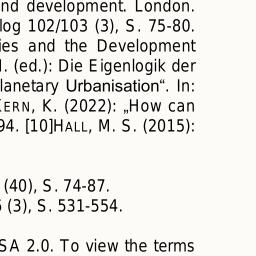 nd development. London.
log 102/103 (3), S. 75-80.
ies and the Development
(ed.): Die Eigenlogik der
lanetary Urbanisation“. In:
KERN, K. (2022): „How can
94. [10]HALL, M. S. (2015):
(40), S. 74-87.
(3), S. 531-554.
SA 2.0. To view the terms